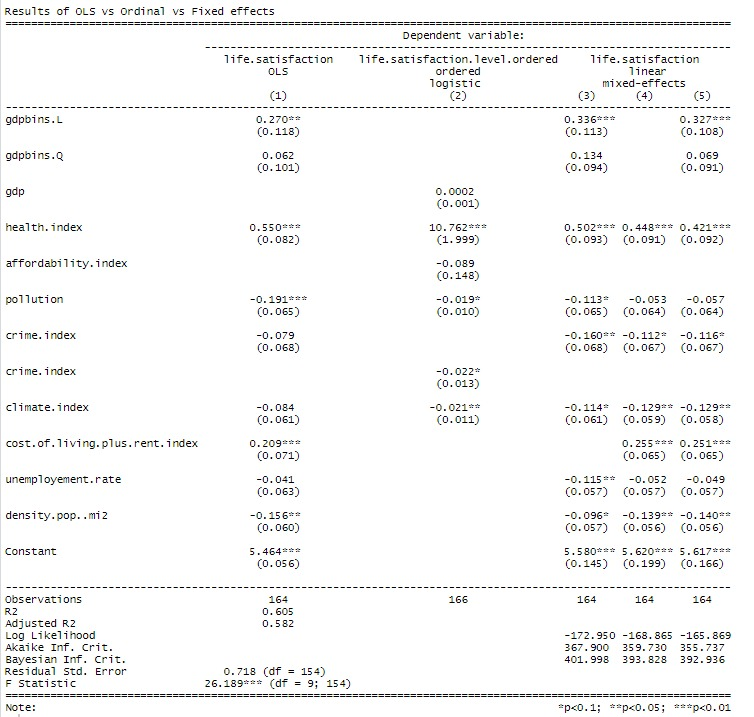 Results of OLS vs Ordinal vs Fixed effects
Dependent variable:
life.satisfaction life.satisfaction.level.ordered life.satisfaction
OLS ordered linear
logistic mixed-effects
(1) (2) (3) (4) (5)
gdpbins.L 0.270** 0.336*** 0.327***
(0.118) (0.113) (0.108)
gdpbins.Q 0.062 0.134 0.069
(0.101) (0.094) (0.091)
gdp 0.0002
(0.001)
health.index 0.550*** 10.762*** 0.502*** 0.448*** 0.421***
(0.082) (1.999) (0.093) (0.091) (0.092)
affordability.index -0.089
(0.148)
pollution -0.191*** -0.019* -0.113* -0.053 -0.057
(0.065) (0.010) (0.065) (0.064) (0.064)
crime.index -0.079 -0.160** -0.112* -0.116*
(0.068) (0.068) (0.067) (0.067)
crime.index -0.022*
(0.013)
climate.index -0.084 -0.021** -0.114* -0.129** -0.129**
(0.061) (0.011) (0.061) (0.059) (0.058)
cost.of.living.plus.rent.index 0.209*** 0.255*** 0.251***
(0.071) (0.065) (0.065)
unemployement.rate -0.041 -0.115** -0.052 -0.049
(0.063) (0.057) (0.057) (0.057)
density.pop..mi2 -0.156** -0.096* -0.139** -0.140**
(0.060) (0.057) (0.056) (0.056)
Constant 5.464*** 5.580*** 5.620*** 5.617***
(0.056) (0.145) (0.199) (0.166)
Observations 164 166 164 164 164
R2 0.605
Adjusted R2 0.582
Log Likelihood -172.950 -168.865 -165.869
Akaike Inf. Crit. 367.900 359.730 355.737
Bayesian Inf. Crit. 401.998 393.828 392.936
Residual Std. Error 0.718 (df = 154)
F Statistic 26.189*** (df = 9; 154)
Note: *p<0.1; **p<0.05; ***p<0.01